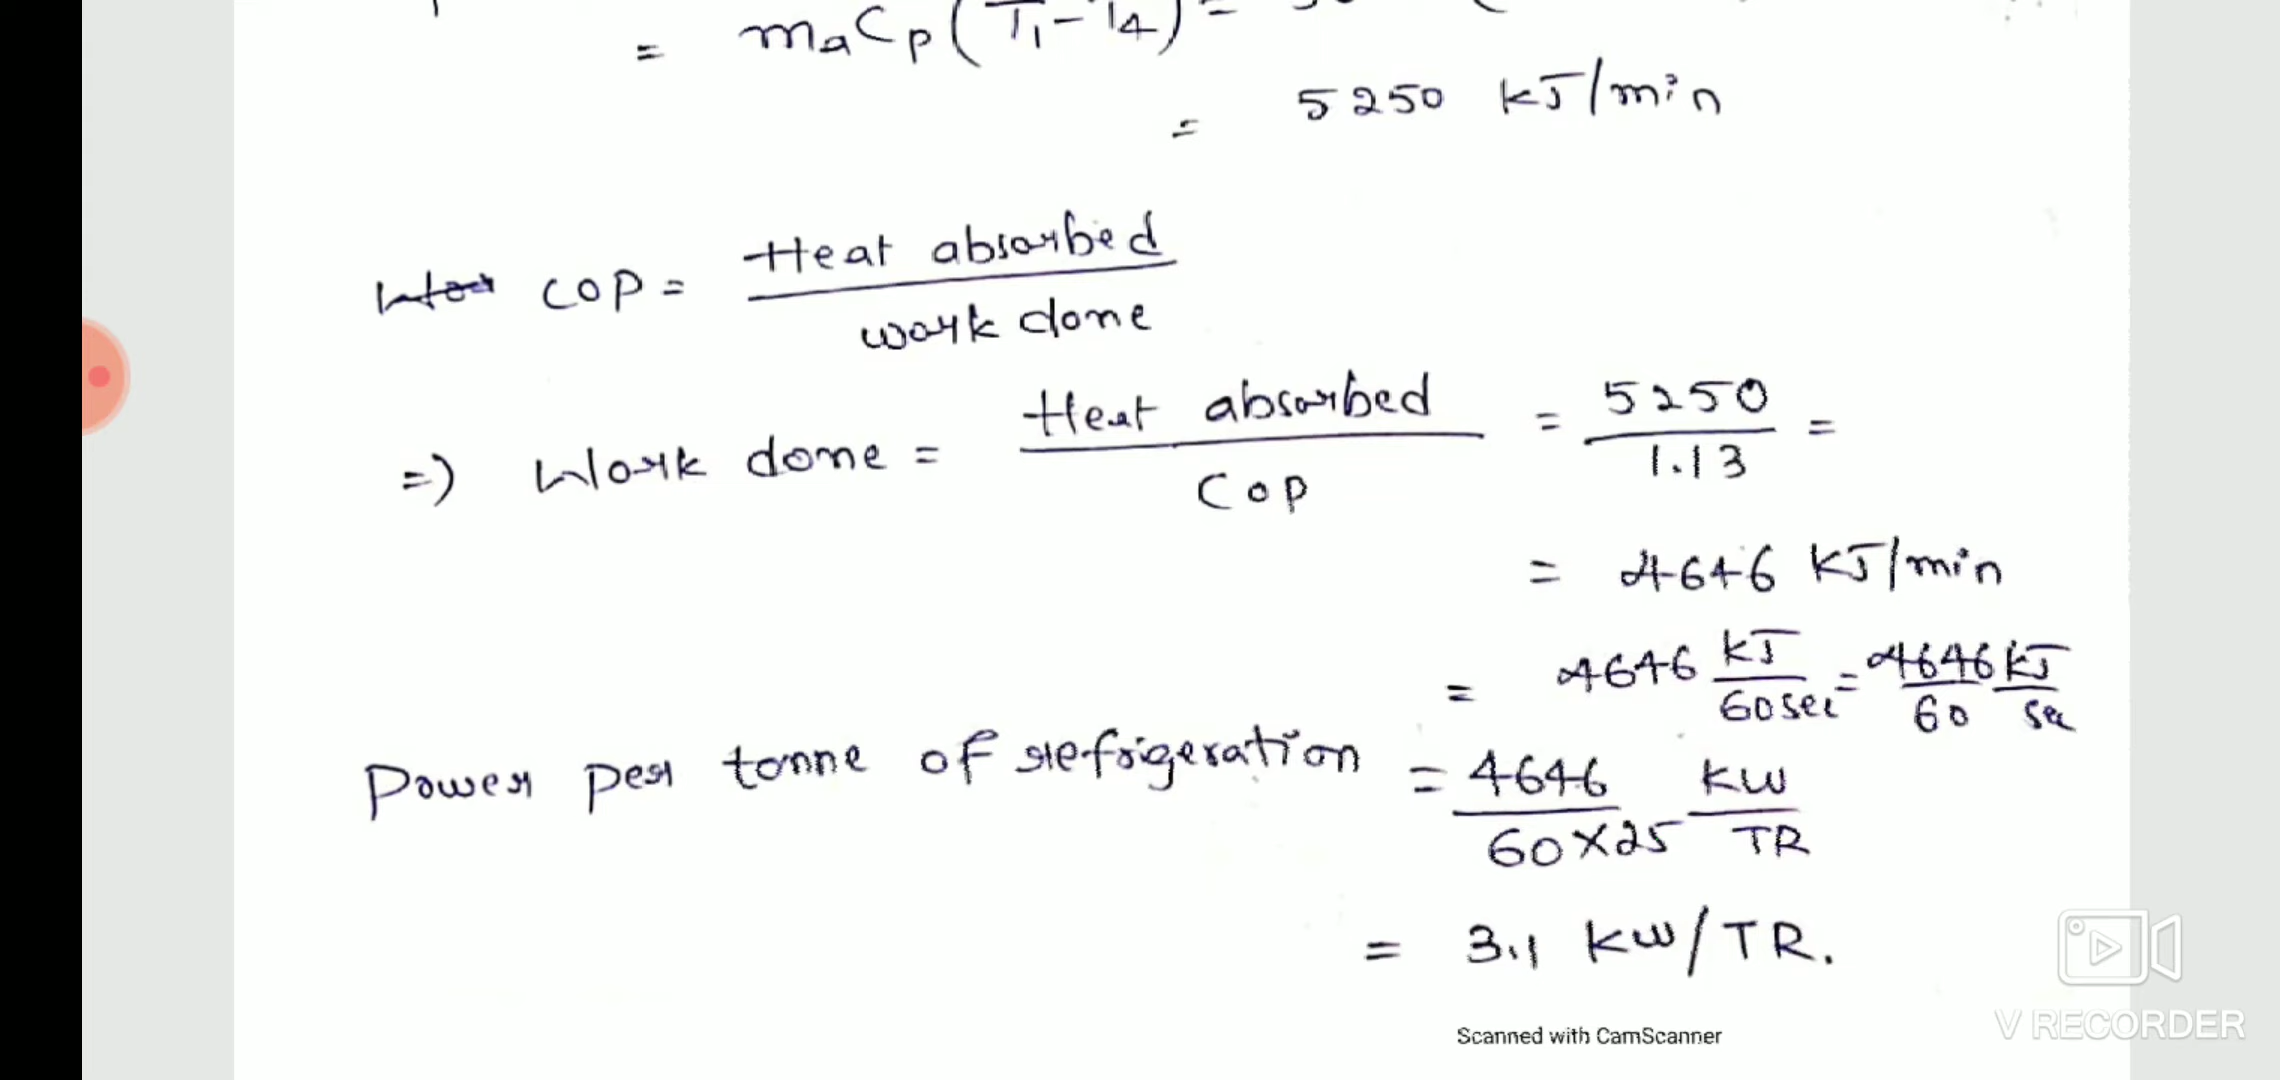 = maCp (T1-T4) =
= 5250 kJ/min
COP = Heat absorbed / work done
=) Work done = Heat absorbed / COP = 5250 / 1.13 =
= 4646 KJ/min
= 4646 kJ / 60 sec = 4646 / 60 kJ / sec
Power per tonne of refrigeration = 4646 / 60 X 25 KW / TR
= 3.1 KW/TR.
Scanned with CamScanner
V RECORDER